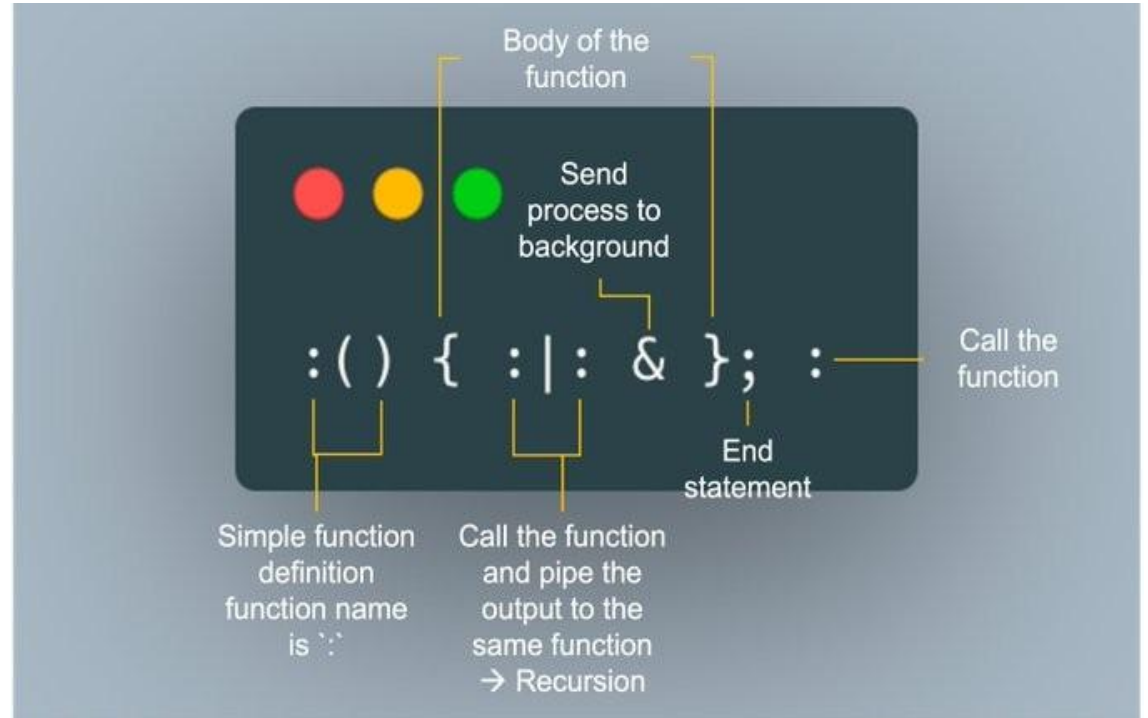 Body of the
function
Send
process to
background
:() { :|: & }; :
Call the
function
End
statement
Simple function
definition
function name
is `:`
Call the function
and pipe the
output to the
same function
→ Recursion